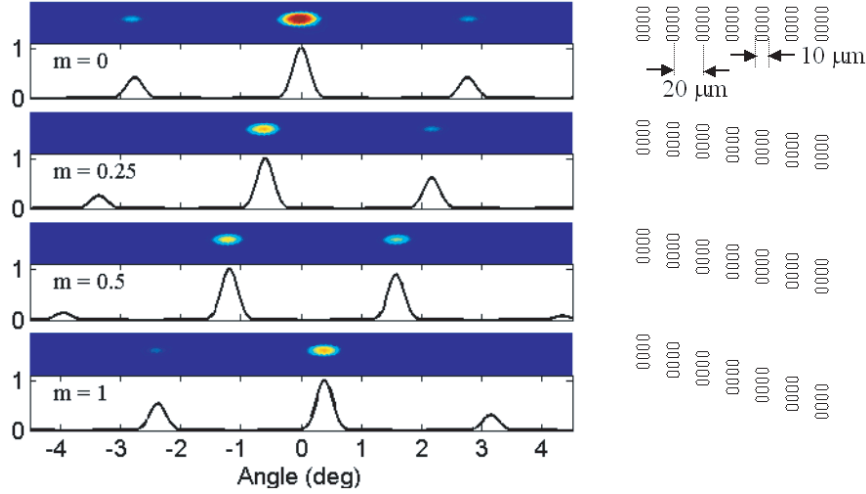 1
m = 0
0
10 μm
20 μm
1
m = 0.25
0
1
m = 0.5
0
1
m = 1
0
-4 -3 -2 -1 0 1 2 3 4
Angle (deg)